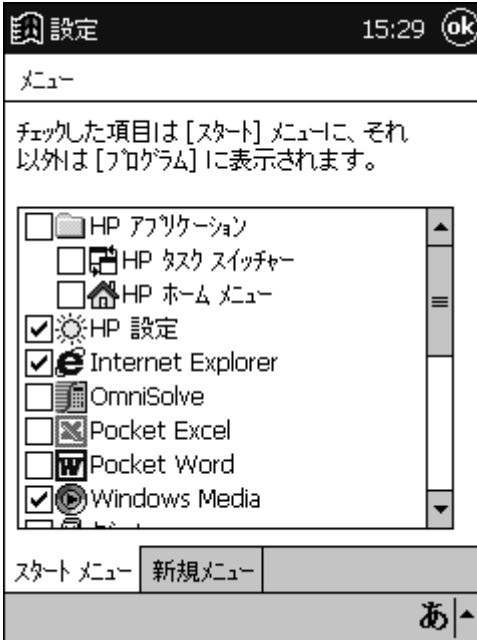 設定 15:29 ok
メニュー
チェックした項目は [スタート] メニューに、それ
以外は [プログラム] に表示されます。
HP アプリケーション
HP タスク スイッチャー
HP ホーム メニュー
HP 設定
Internet Explorer
OmniSolve
Pocket Excel
Pocket Word
Windows Media
スタート メニュー 新規メニュー
あ